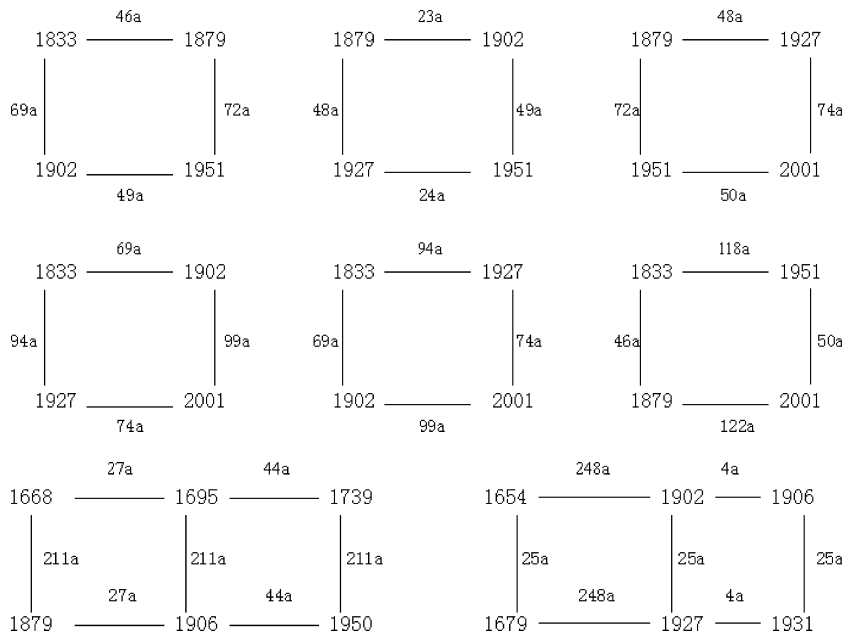 46a 23a 48a
1833 1879 1879 1902 1879 1927
69a 72a 48a 49a 72a 74a
1902 1951 1927 1951 1951 2001
49a 24a 50a
69a 94a 118a
1833 1902 1833 1927 1833 1951
94a 99a 69a 74a 46a 50a
1927 2001 1902 2001 1879 2001
74a 99a 122a
27a 44a 248a 4a
1668 1695 1739 1654 1902 1906
211a 211a 211a 25a 25a 25a
27a 44a 248a 4a
1879 1906 1950 1679 1927 1931